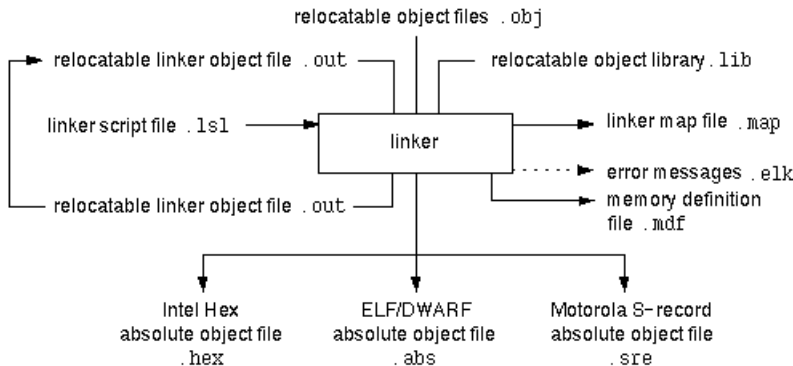 relocatable object files .obj
relocatable linker object file .out
relocatable object library .lib
linker script file .lsl
linker
linker map file .map
error messages .elk
relocatable linker object file .out
memory definition
file .mdf
Intel Hex
absolute object file
.hex
ELF/DWARF
absolute object file
.abs
Motorola S-record
absolute object file
.sre